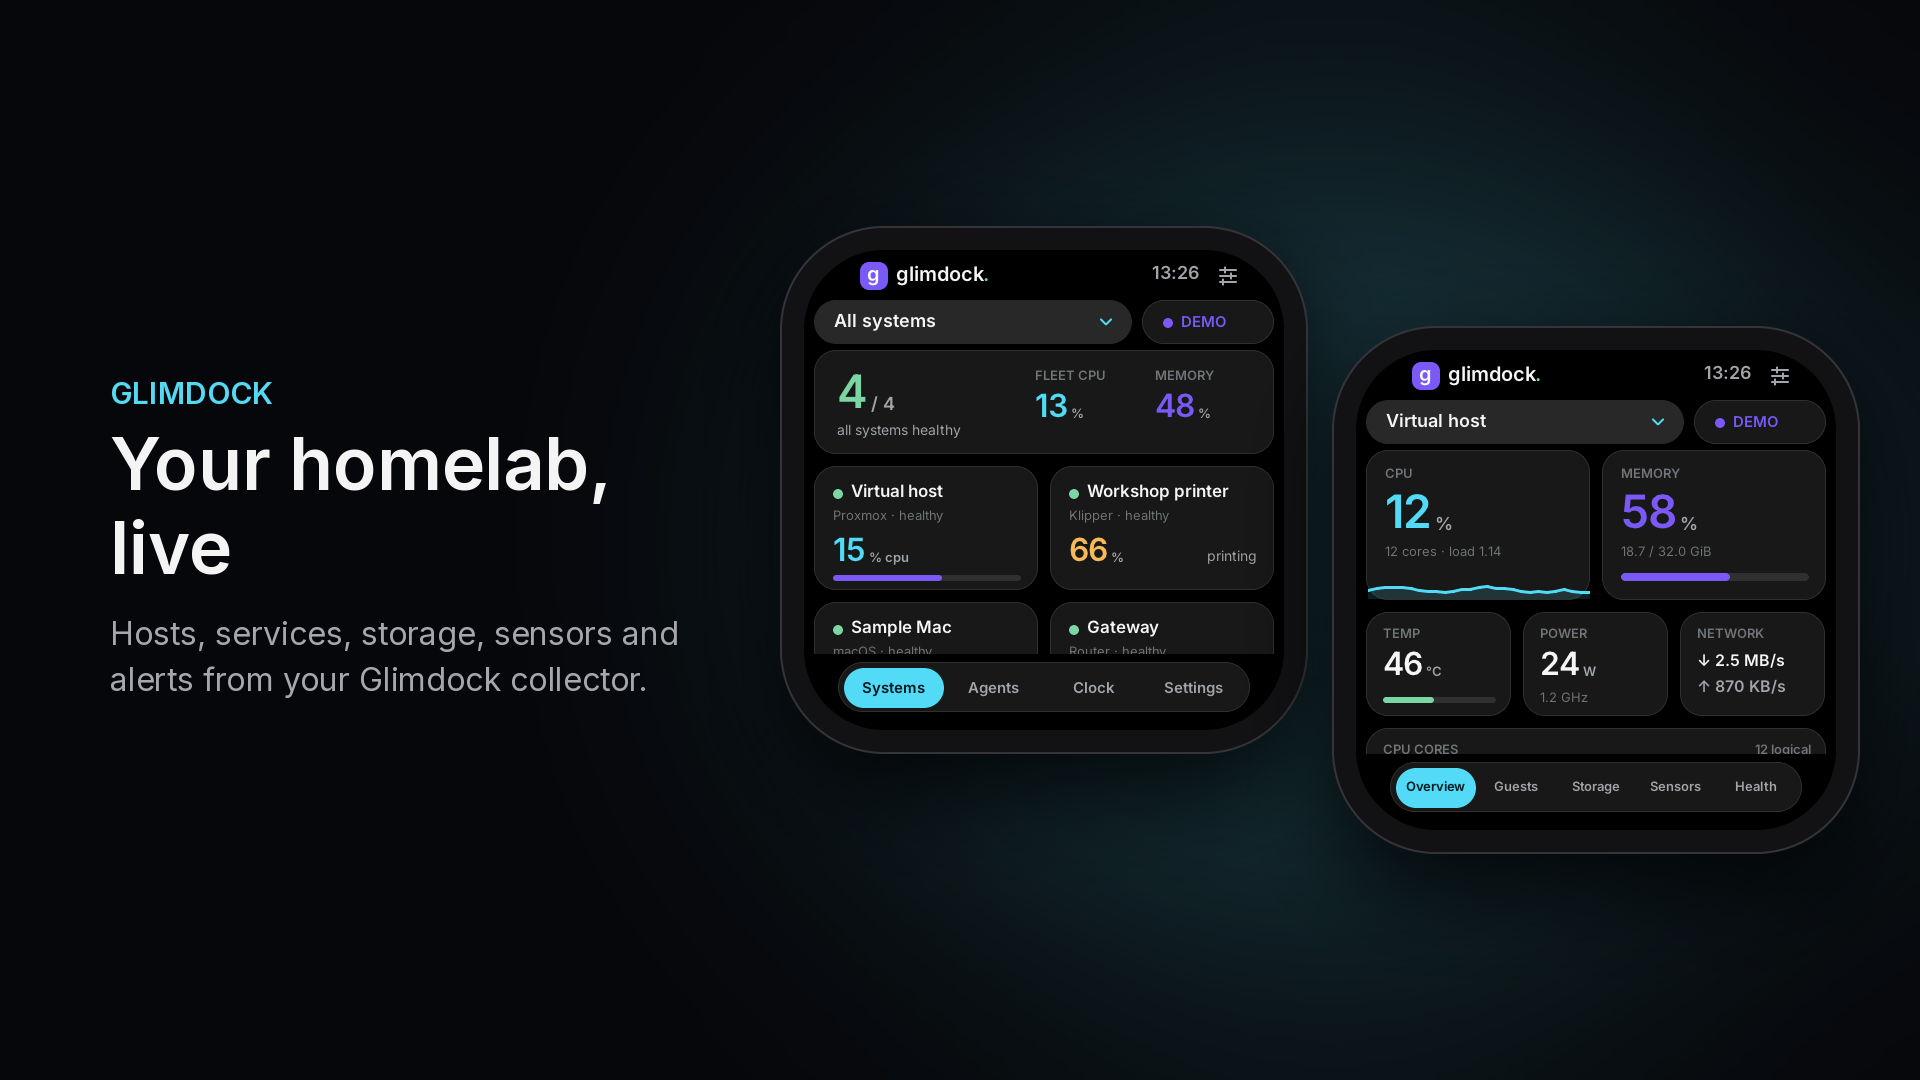 GLIMDOCK
Your homelab,
live
Hosts, services, storage, sensors and
alerts from your Glimdock collector.
g glimdock.
13:26
All systems
DEMO
4 / 4
all systems healthy
FLEET CPU
13 %
MEMORY
48 %
Virtual host
Proxmox · healthy
15 % cpu
Workshop printer
Klipper · healthy
66 %
printing
Sample Mac
macOS · healthy
Gateway
Router · healthy
Systems
Agents
Clock
Settings
g glimdock.
13:26
Virtual host
DEMO
CPU
12 %
12 cores · load 1.14
MEMORY
58 %
18.7 / 32.0 GiB
TEMP
46 °C
POWER
24 W
1.2 GHz
NETWORK
↓ 2.5 MB/s
↑ 870 KB/s
CPU CORES
12 logical
Overview
Guests
Storage
Sensors
Health